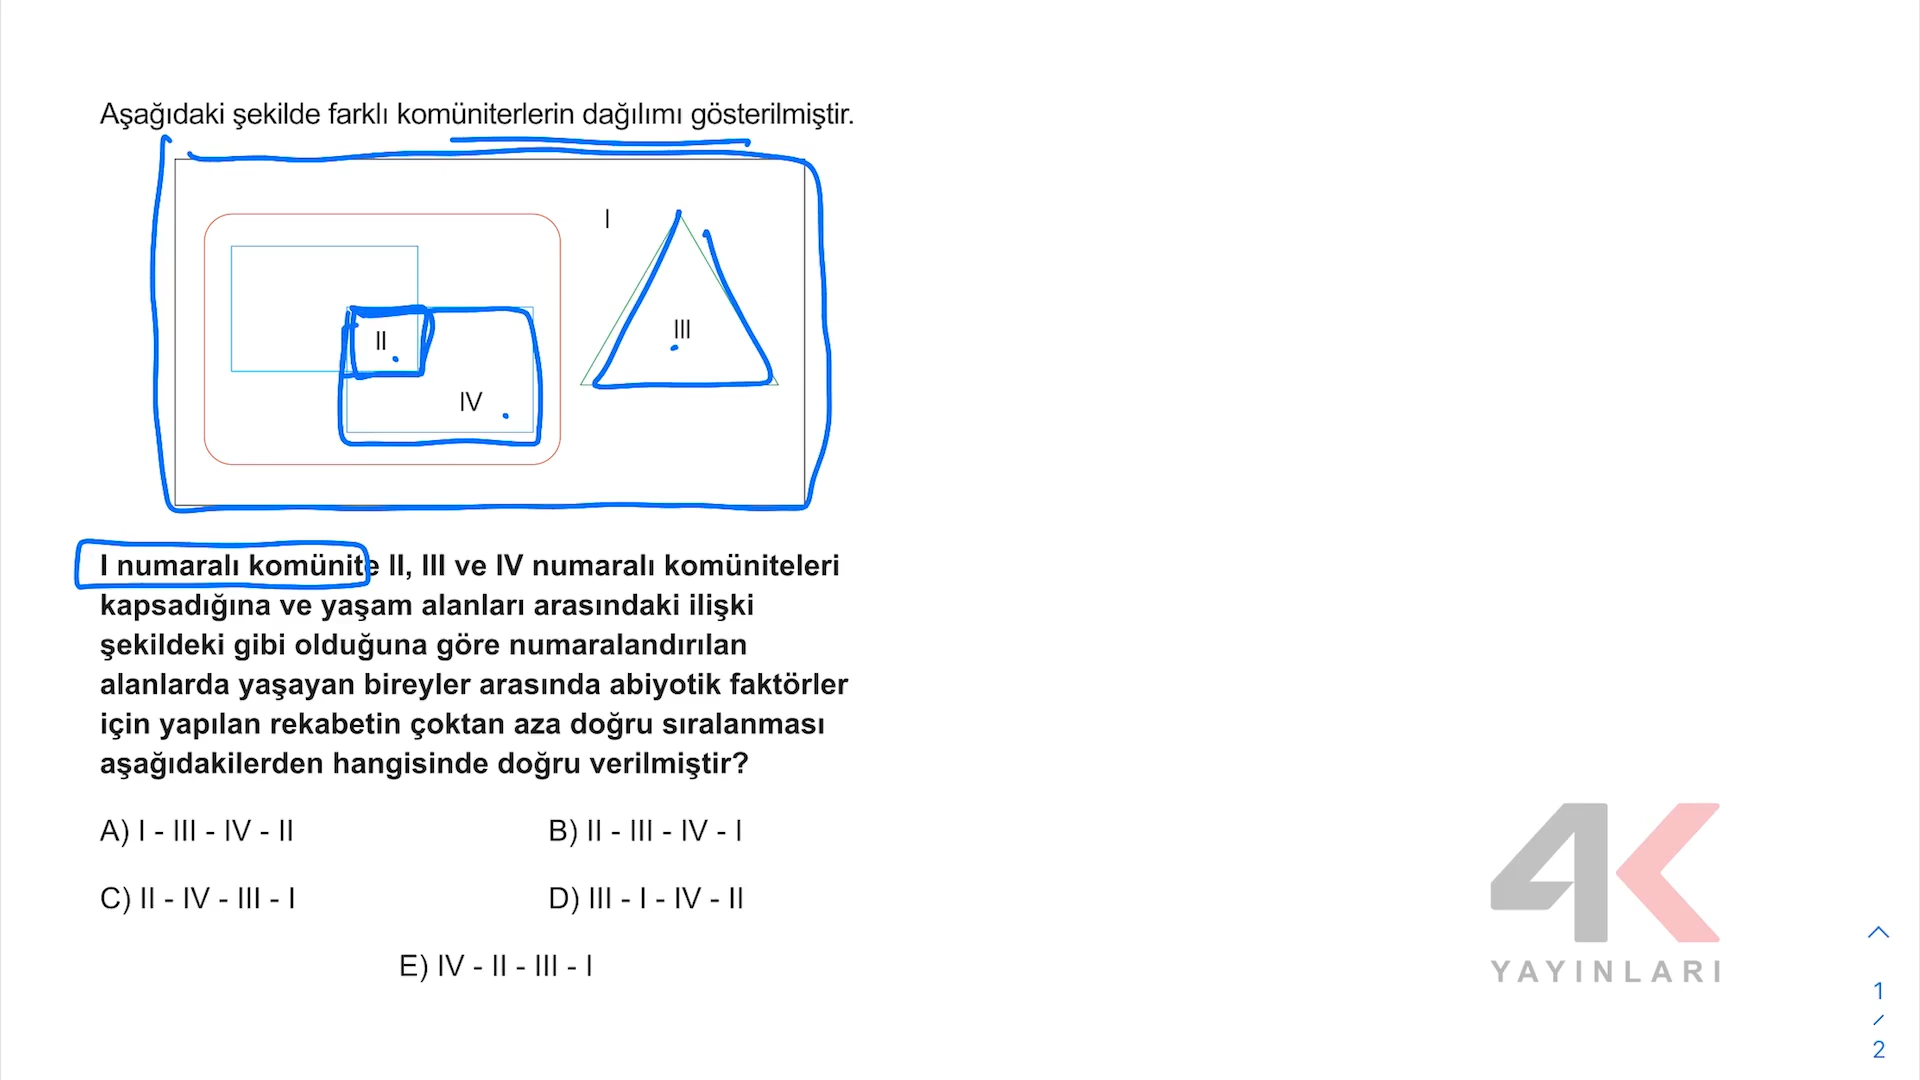 Aşağıdaki şekilde farklı komüniterlerin dağılımı gösterilmiştir.
I
II
III
IV
I numaralı komünite II, III ve IV numaralı komüniteleri
kapsadığına ve yaşam alanları arasındaki ilişki
şekildeki gibi olduğuna göre numaralandırılan
alanlarda yaşayan bireyler arasında abiyotik faktörler
için yapılan rekabetin çoktan aza doğru sıralanması
aşağıdakilerden hangisinde doğru verilmiştir?
A) I - III - IV - II
B) II - III - IV - I
C) II - IV - III - I
D) III - I - IV - II
E) IV - II - III - I
4K
YAYINLARI
1
/
2